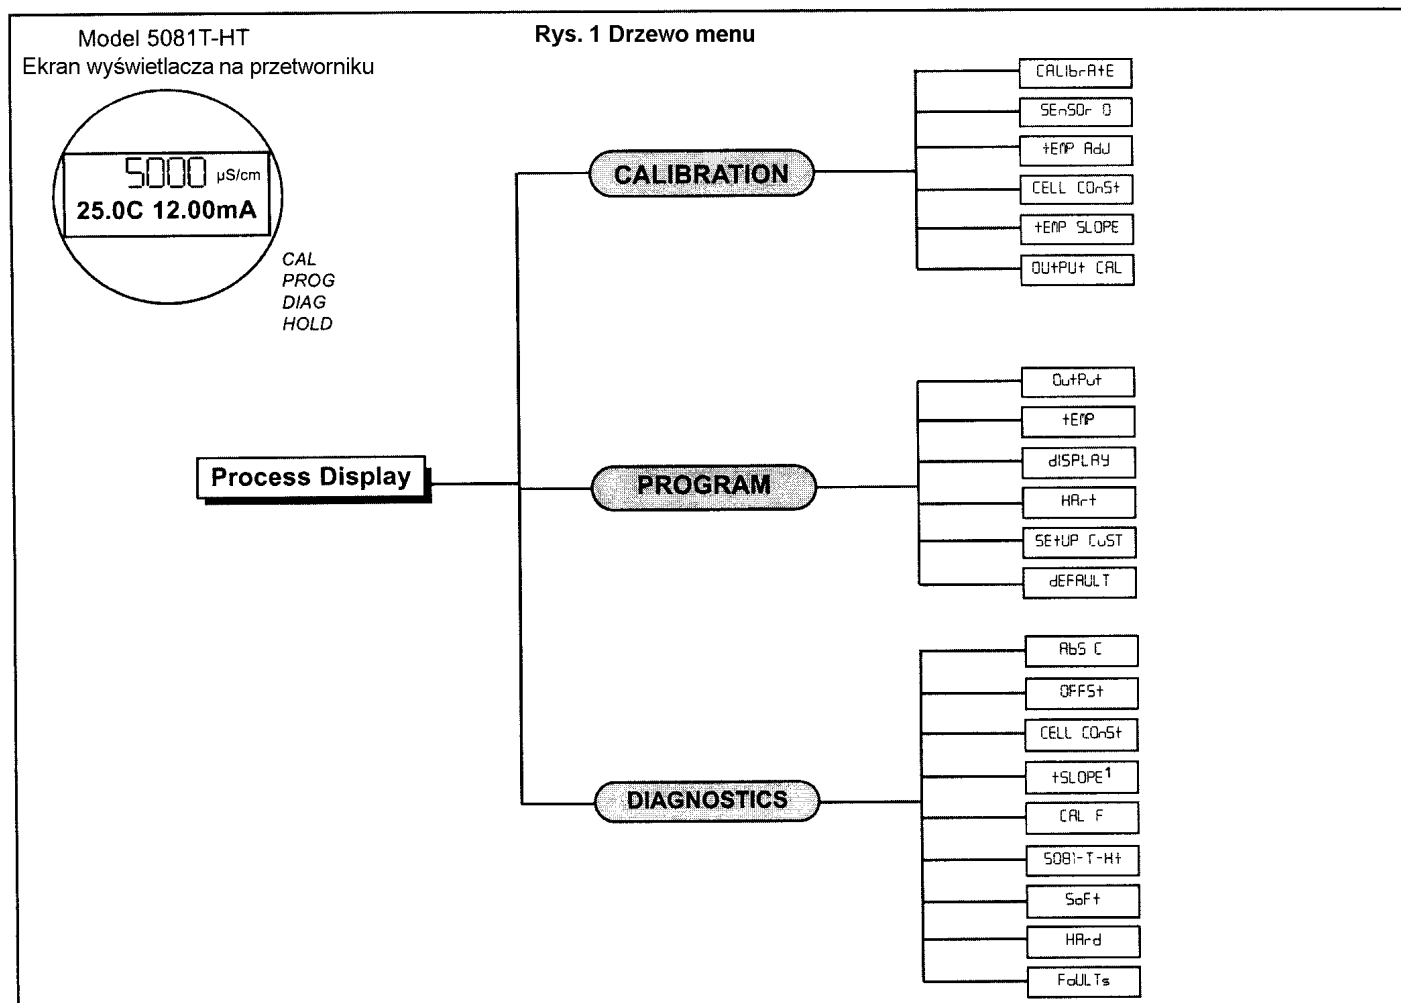 Model 5081T-HT
Ekran wyświetlacza na przetworniku
Rys. 1 Drzewo menu
5000 µS/cm
25.0C 12.00mA
CAL
PROG
DIAG
HOLD
Process Display
CALIBRATION
CALIbrAtE
SEnSOr 0
tEMP AdJ
CELL COnSt
tEMP SLOPE
OUtPUt CAL
PROGRAM
OutPut
tEMP
dISPLAY
HArt
SEtUP CuST
dEFAULT
DIAGNOSTICS
AbS C
OFFSt
CELL COnSt
tSLOPE¹
CAL F
5081-T-Ht
SoFt
HArd
FaULTs